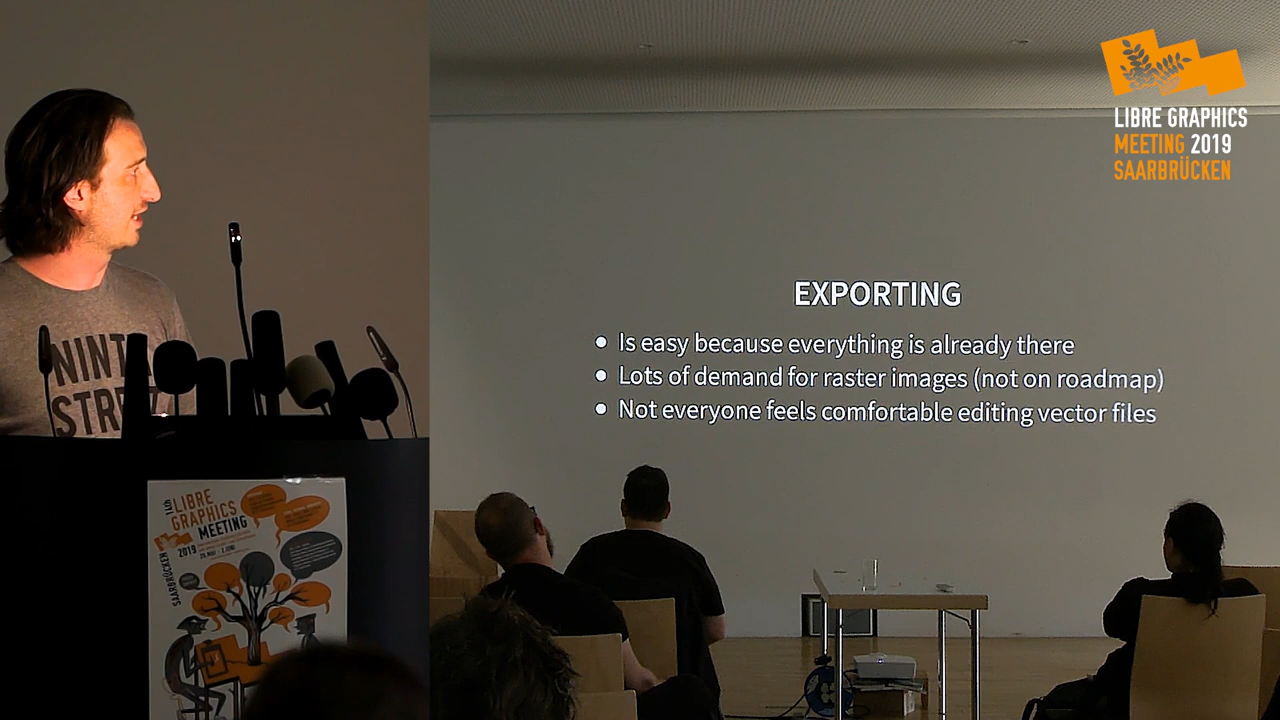 LIBRE GRAPHICS
MEETING 2019
SAARBRÜCKEN
EXPORTING
• Is easy because everything is already there
• Lots of demand for raster images (not on roadmap)
• Not everyone feels comfortable editing vector files
NINT
STRE
14th
LIBRE
GRAPHICS
MEETING
2019
SAARBRÜCKEN